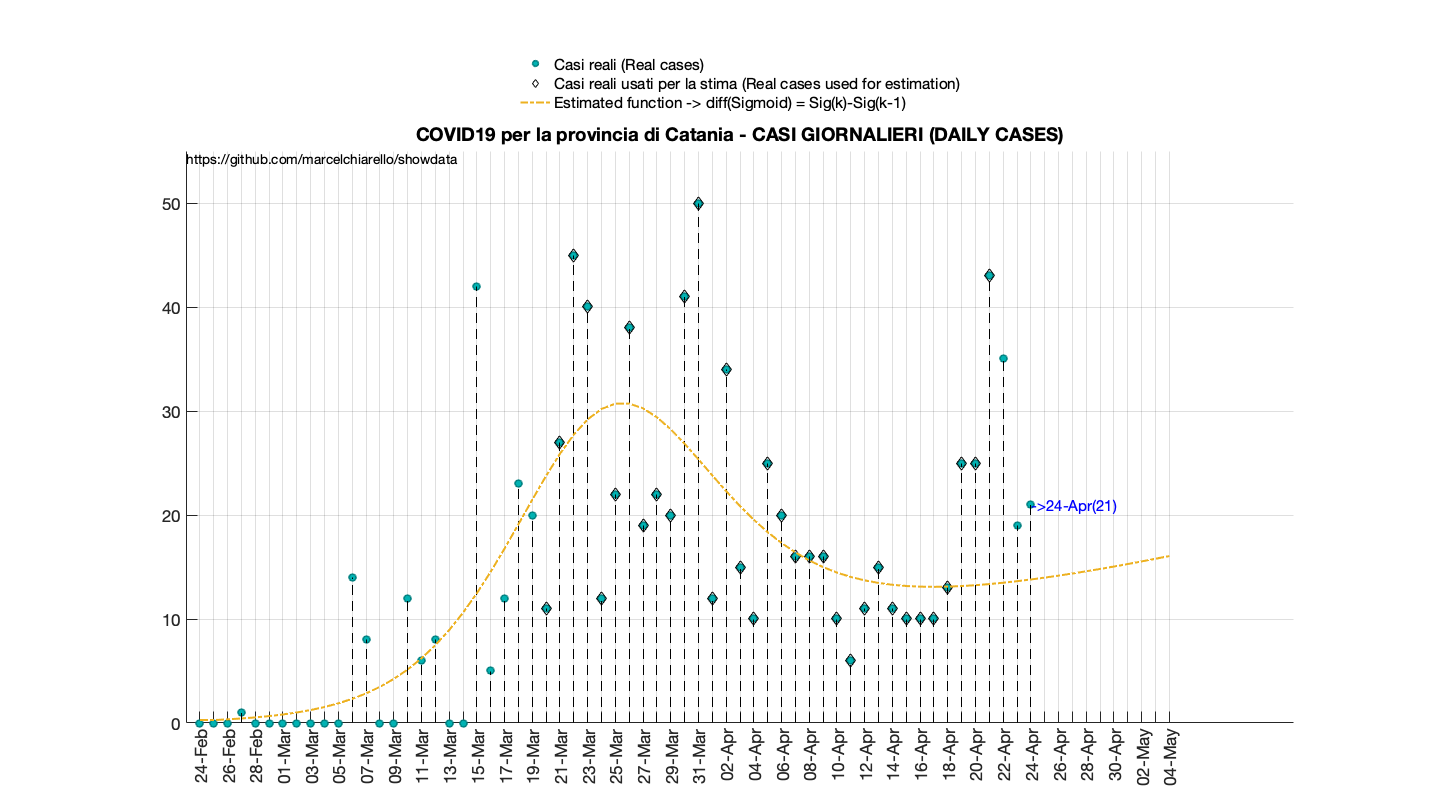 Casi reali (Real cases)
Casi reali usati per la stima (Real cases used for estimation)
Estimated function -> diff(Sigmoid) = Sig(k)-Sig(k-1)
COVID19 per la provincia di Catania - CASI GIORNALIERI (DAILY CASES)
https://github.com/marcelchiarello/showdata
50
40
30
20
10
0
->24-Apr(21)
24-Feb
26-Feb
28-Feb
01-Mar
03-Mar
05-Mar
07-Mar
09-Mar
11-Mar
13-Mar
15-Mar
17-Mar
19-Mar
21-Mar
23-Mar
25-Mar
27-Mar
29-Mar
31-Mar
02-Apr
04-Apr
06-Apr
08-Apr
10-Apr
12-Apr
14-Apr
16-Apr
18-Apr
20-Apr
22-Apr
24-Apr
26-Apr
28-Apr
30-Apr
02-May
04-May